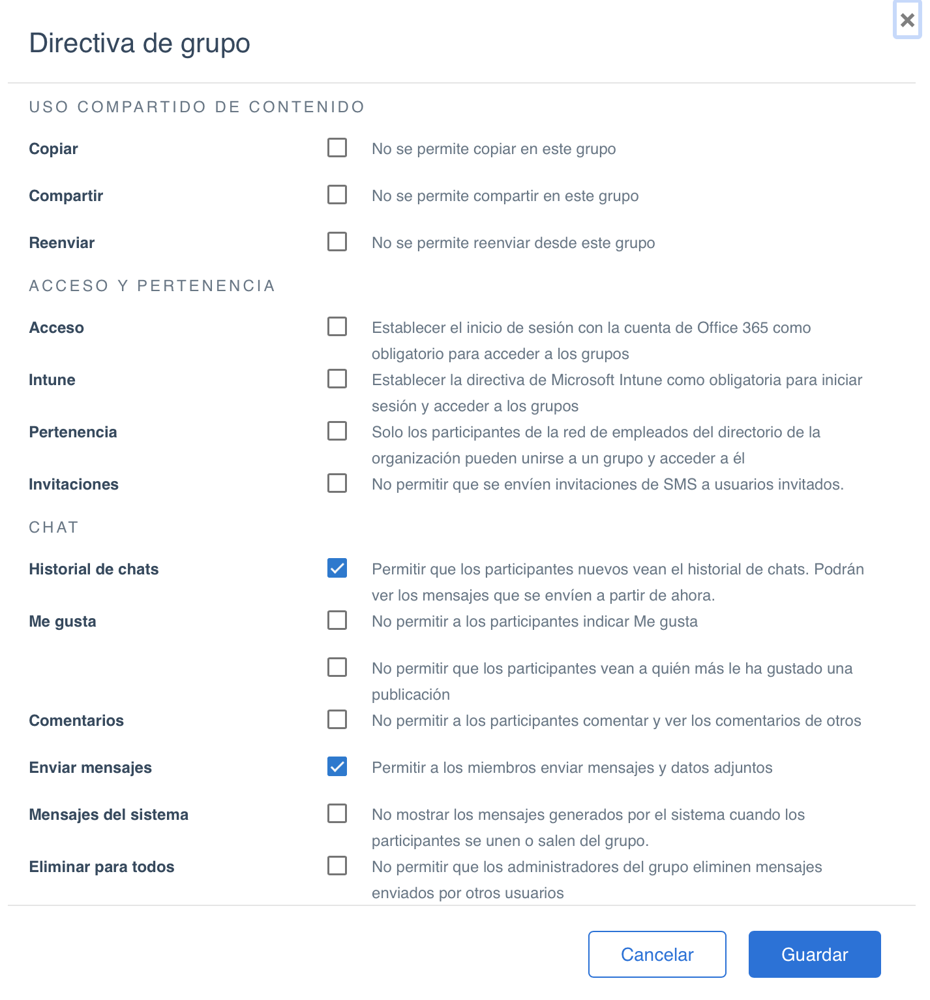 Directiva de grupo
USO COMPARTIDO DE CONTENIDO
Copiar
No se permite copiar en este grupo
Compartir
No se permite compartir en este grupo
Reenviar
No se permite reenviar desde este grupo
ACCESO Y PERTENENCIA
Acceso
Establecer el inicio de sesión con la cuenta de Office 365 como
obligatorio para acceder a los grupos
Intune
Establecer la directiva de Microsoft Intune como obligatoria para iniciar
sesión y acceder a los grupos
Pertenencia
Solo los participantes de la red de empleados del directorio de la
organización pueden unirse a un grupo y acceder a él
Invitaciones
No permitir que se envíen invitaciones de SMS a usuarios invitados.
CHAT
Historial de chats
Permitir que los participantes nuevos vean el historial de chats. Podrán
ver los mensajes que se envíen a partir de ahora.
Me gusta
No permitir a los participantes indicar Me gusta
No permitir que los participantes vean a quién más le ha gustado una
publicación
Comentarios
No permitir a los participantes comentar y ver los comentarios de otros
Enviar mensajes
Permitir a los miembros enviar mensajes y datos adjuntos
Mensajes del sistema
No mostrar los mensajes generados por el sistema cuando los
participantes se unen o salen del grupo.
Eliminar para todos
No permitir que los administradores del grupo eliminen mensajes
enviados por otros usuarios
Cancelar
Guardar